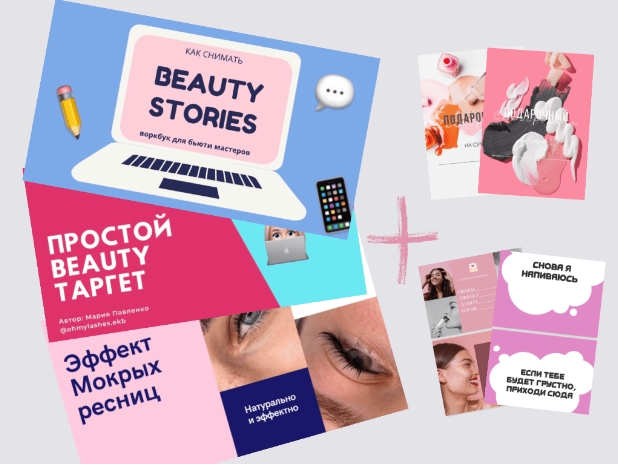 КАК СНИМАТЬ
BEAUTY
STORIES
воркбук для бьюти мастеров
ПРОСТОЙ
BEAUTY
ТАРГЕТ
Автор: Мария Павленко
@ohmylashes.ekb
Эффект
Мокрых
ресниц
Натурально
и эффектно
ПОДАРОЧНЫЙ
СНОВА Я
НАПИВАЮСЬ
ЕСЛИ ТЕБЕ
БУДЕТ ГРУСТНО,
ПРИХОДИ СЮДА